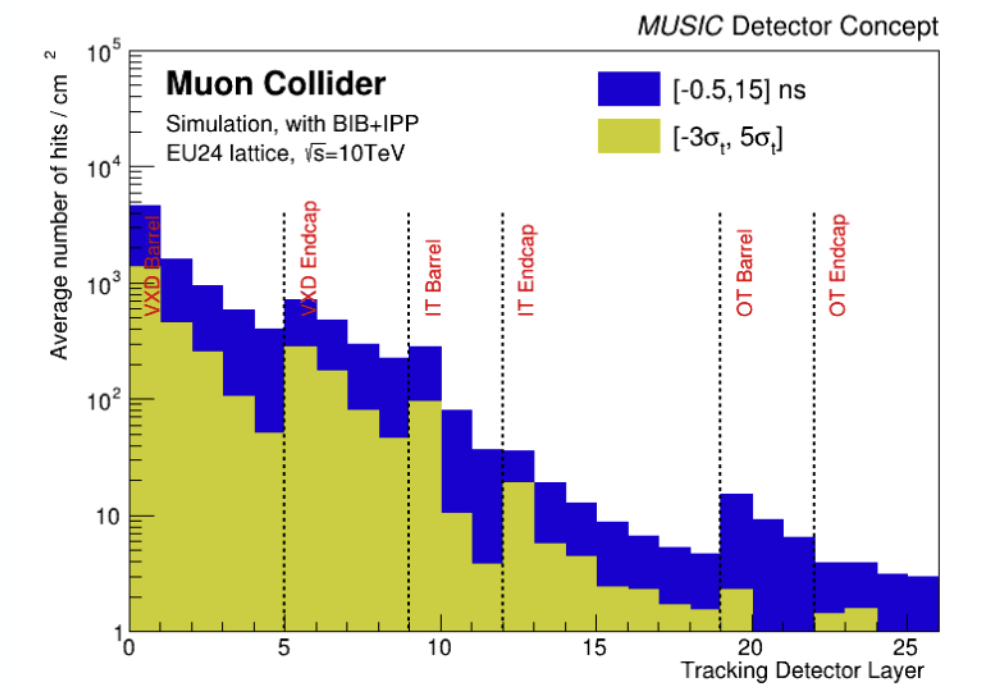 MUSIC Detector Concept
Average number of hits / cm²
10⁵
10⁴
10³
10²
10
1
Muon Collider
Simulation, with BIB+IPP
EU24 lattice, √s=10TeV
[-0.5,15] ns
[-3σₜ, 5σₜ]
VXD Barrel
VXD Endcap
IT Barrel
IT Endcap
OT Barrel
OT Endcap
0 5 10 15 20 25
Tracking Detector Layer